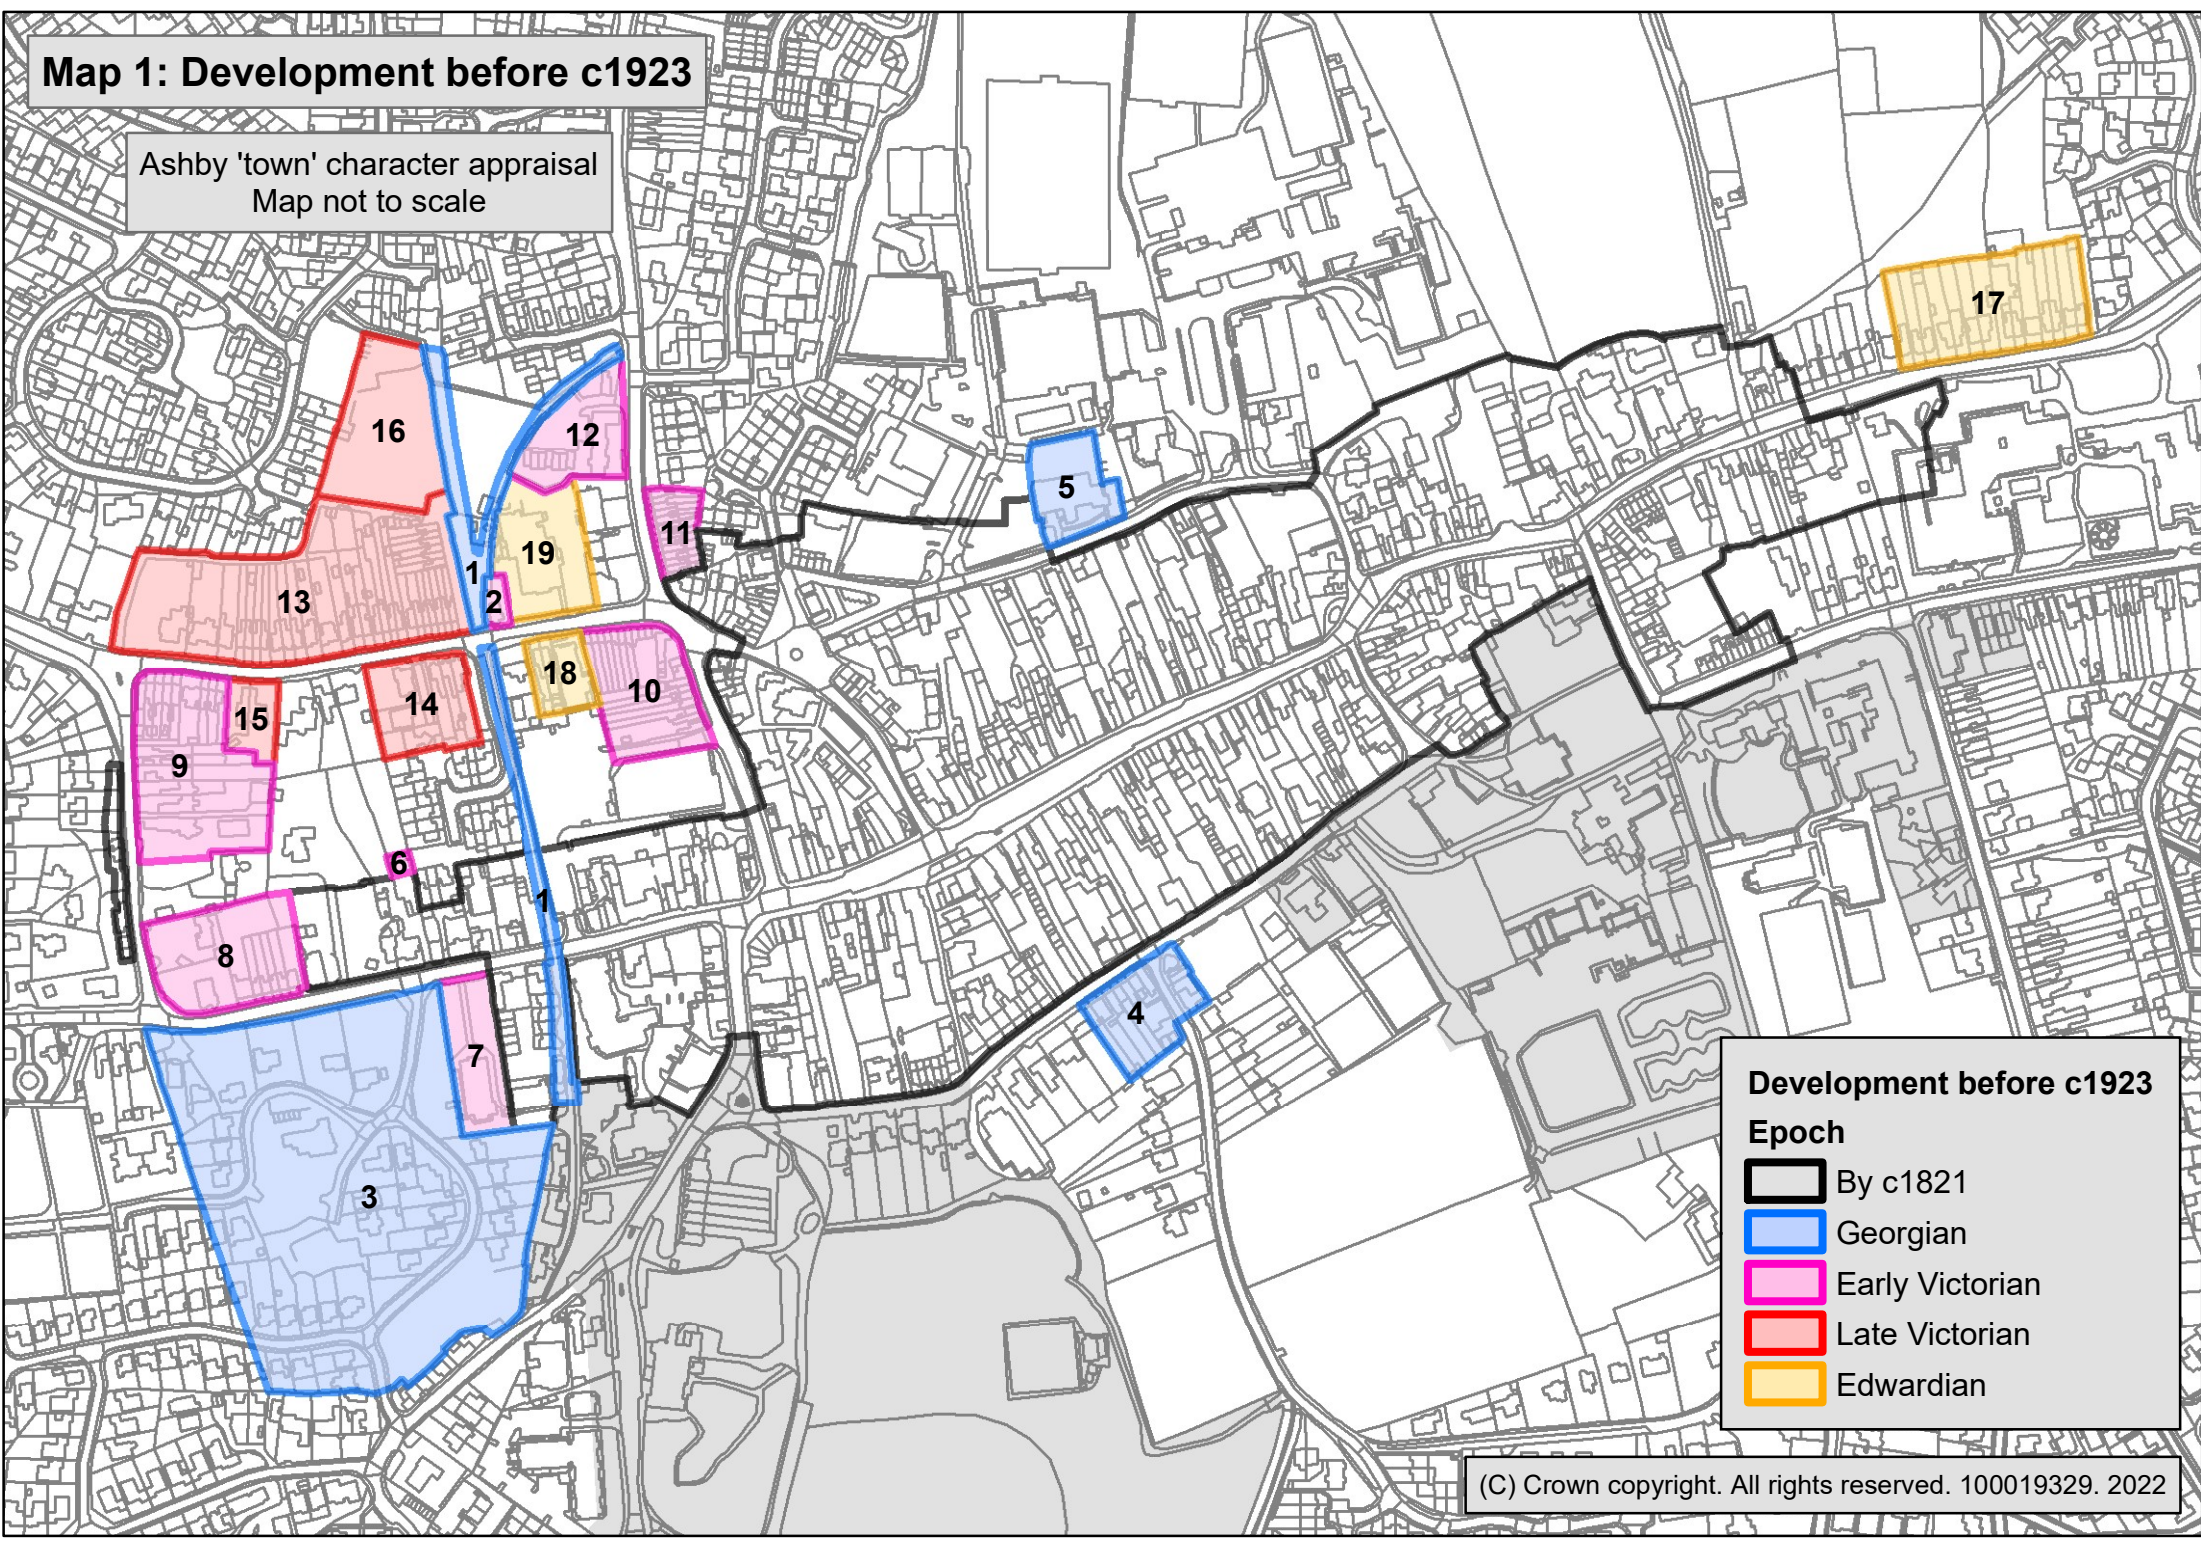 Map 1: Development before c1923
Ashby 'town' character appraisal
Map not to scale
17
16
12
5
11
19
1
13
2
18
10
14
15
9
6
1
8
4
7
3
Development before c1923
Epoch
By c1821
Georgian
Early Victorian
Late Victorian
Edwardian
(C) Crown copyright. All rights reserved. 100019329. 2022